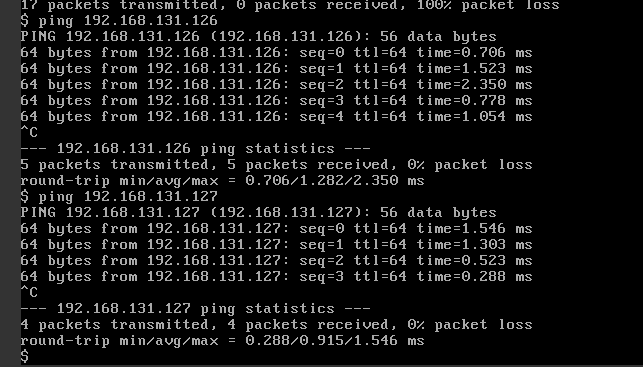 17 packets transmitted, 0 packets received, 100% packet loss
$ ping 192.168.131.126
PING 192.168.131.126 (192.168.131.126): 56 data bytes
64 bytes from 192.168.131.126: seq=0 ttl=64 time=0.706 ms
64 bytes from 192.168.131.126: seq=1 ttl=64 time=1.523 ms
64 bytes from 192.168.131.126: seq=2 ttl=64 time=2.350 ms
64 bytes from 192.168.131.126: seq=3 ttl=64 time=0.778 ms
64 bytes from 192.168.131.126: seq=4 ttl=64 time=1.054 ms
^C
--- 192.168.131.126 ping statistics ---
5 packets transmitted, 5 packets received, 0% packet loss
round-trip min/avg/max = 0.706/1.282/2.350 ms
$ ping 192.168.131.127
PING 192.168.131.127 (192.168.131.127): 56 data bytes
64 bytes from 192.168.131.127: seq=0 ttl=64 time=1.546 ms
64 bytes from 192.168.131.127: seq=1 ttl=64 time=1.303 ms
64 bytes from 192.168.131.127: seq=2 ttl=64 time=0.523 ms
64 bytes from 192.168.131.127: seq=3 ttl=64 time=0.288 ms
^C
--- 192.168.131.127 ping statistics ---
4 packets transmitted, 4 packets received, 0% packet loss
round-trip min/avg/max = 0.288/0.915/1.546 ms
$